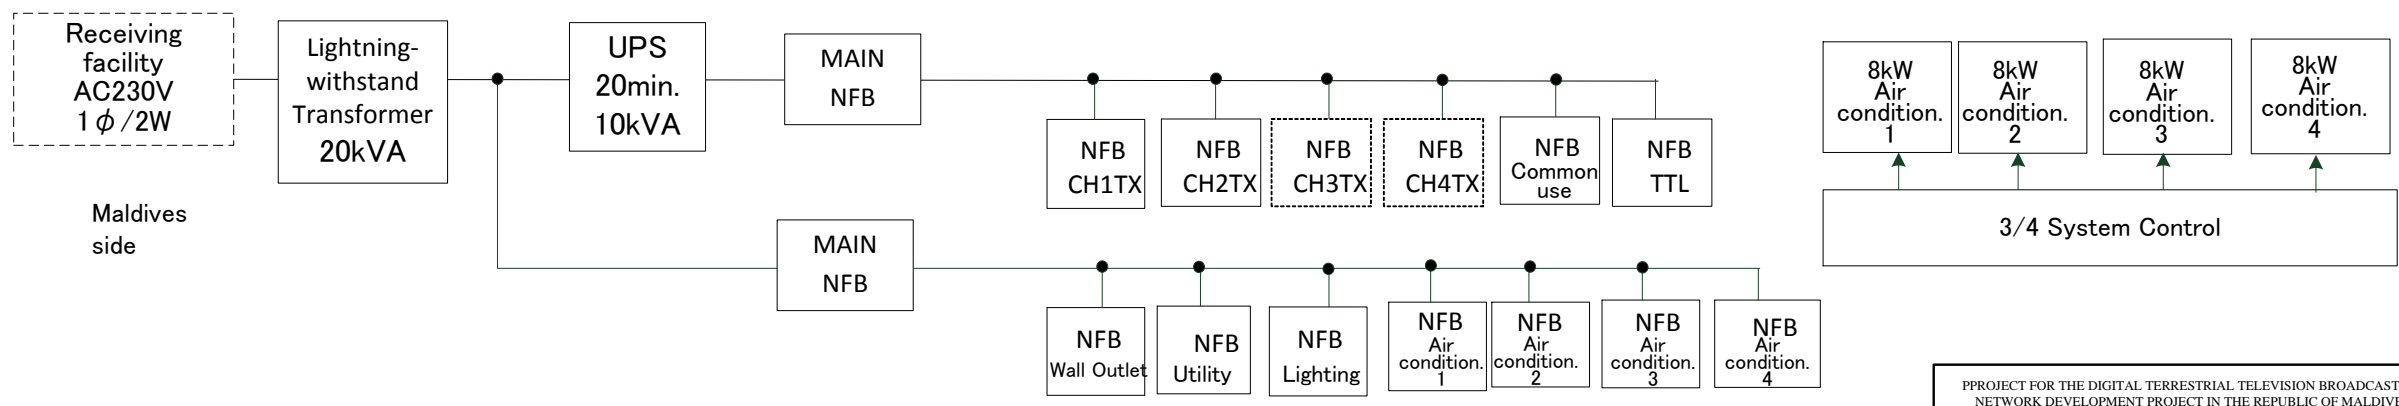 Receiving
facility
AC230V
1φ/2W
Maldives
side
Lightning-
withstand
Transformer
20kVA
UPS
20min.
10kVA
MAIN
NFB
NFB
CH1TX
NFB
CH2TX
NFB
CH3TX
NFB
CH4TX
NFB
Common
use
NFB
TTL
MAIN
NFB
NFB
Wall Outlet
NFB
Utility
NFB
Lighting
NFB
Air
condition.
1
NFB
Air
condition.
2
NFB
Air
condition.
3
NFB
Air
condition.
4
8kW
Air
condition.
1
8kW
Air
condition.
2
8kW
Air
condition.
3
8kW
Air
condition.
4
3/4 System Control
PPROJECT FOR THE DIGITAL TERRESTRIAL TELEVISION BROADCAST
NETWORK DEVELOPMENT PROJECT IN THE REPUBLIC OF MALDIVE